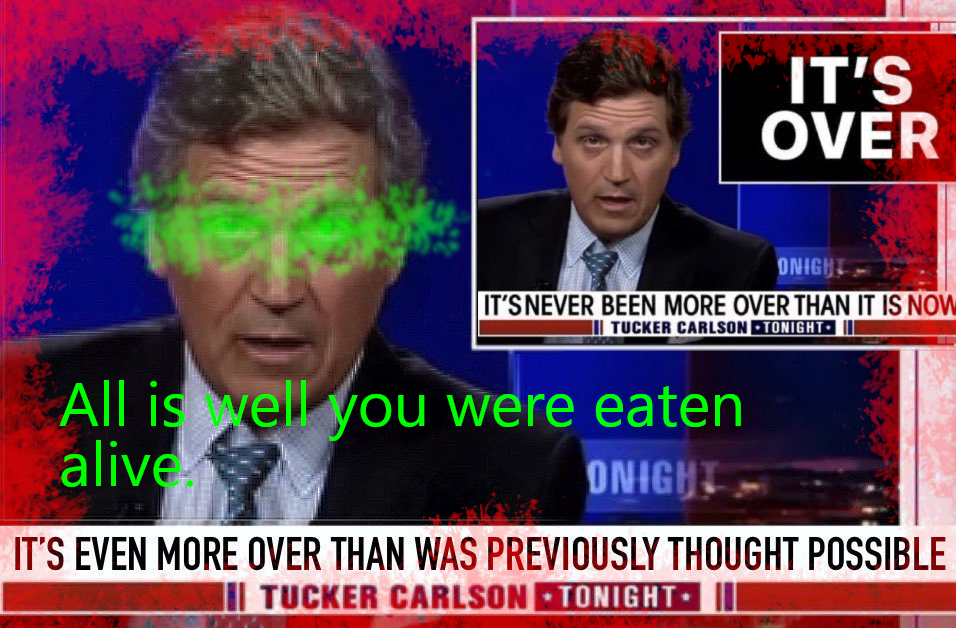 IT'S
OVER
ONIGHT
IT'S NEVER BEEN MORE OVER THAN IT IS NOW
TUCKER CARLSON TONIGHT
All is well you were eaten
alive.
ONIGHT
IT'S EVEN MORE OVER THAN WAS PREVIOUSLY THOUGHT POSSIBLE
TUCKER CARLSON TONIGHT